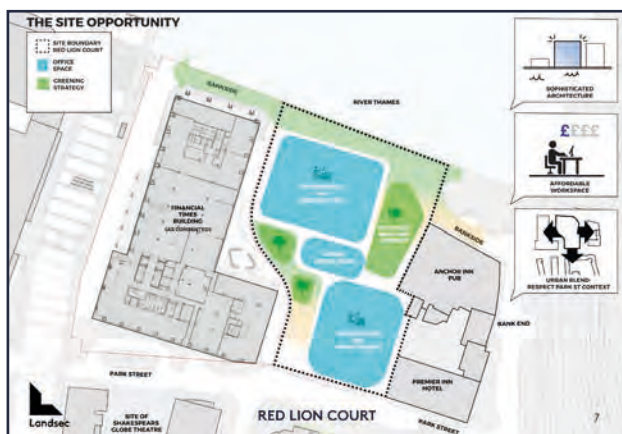 THE SITE OPPORTUNITY
SITE BOUNDARY
RED LION COURT
OFFICE
SPACE
GREENING
STRATEGY
BANKSIDE
RIVER THAMES
FINANCIAL
TIMES
BUILDING
BANKSIDE
ANCHOR INN
PUB
BANK END
PREMIER INN
HOTEL
PARK STREET
PARK STREET
SITE OF
SHAKESPEARS
GLOBE THEATRE
RED LION COURT
Landsec
7
SOPHISTICATED
ARCHITECTURE
££££
AFFORDABLE
WORKSPACE
URBAN BLEND
RESPECT PARK ST CONTEXT